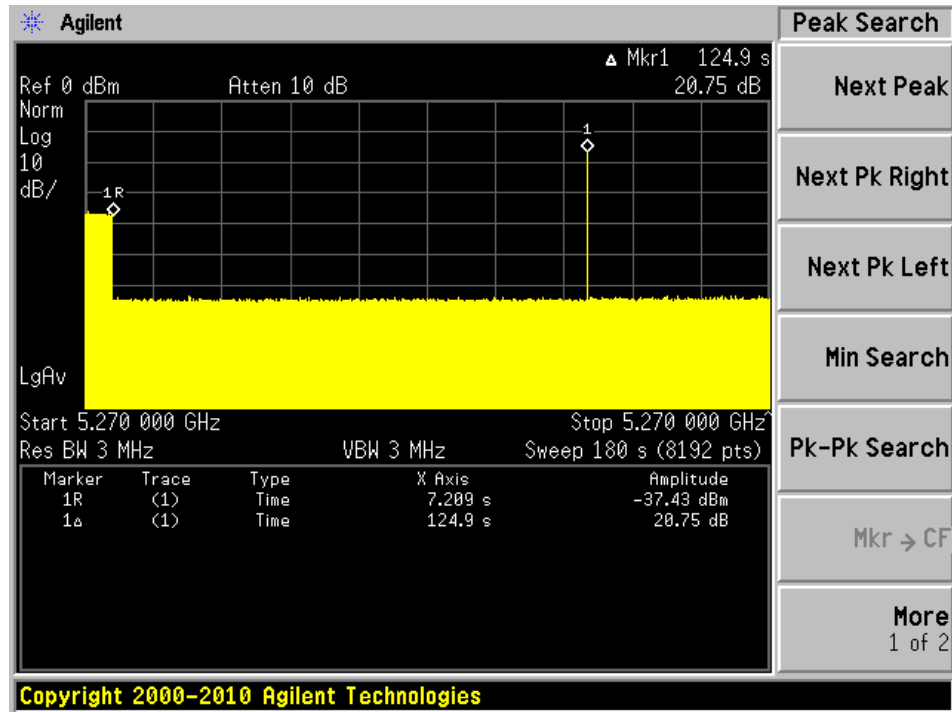 Agilent
Peak Search
▵ Mkr1 124.9 s
Ref 0 dBm Atten 10 dB 20.75 dB
Norm
Log
10
dB/
1
1R
LgAv
Start 5.270 000 GHz Stop 5.270 000 GHz^
Res BW 3 MHz VBW 3 MHz Sweep 180 s (8192 pts)
Marker Trace Type X Axis Amplitude
1R (1) Time 7.209 s -37.43 dBm
1▵ (1) Time 124.9 s 20.75 dB
Next Peak
Next Pk Right
Next Pk Left
Min Search
Pk-Pk Search
Mkr → CF
More
1 of 2
Copyright 2000-2010 Agilent Technologies